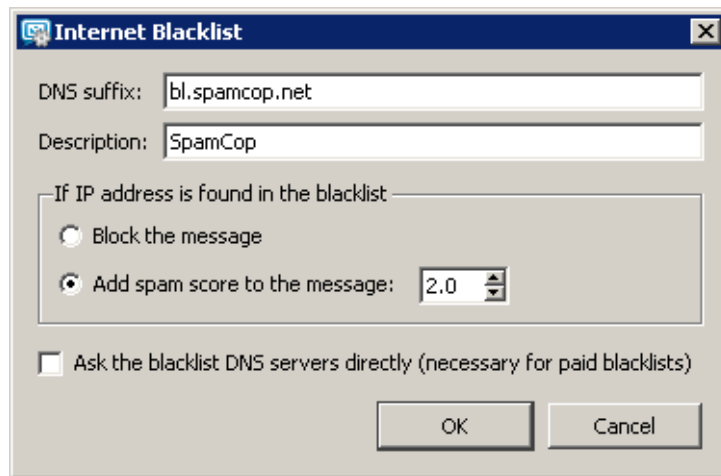 Internet Blacklist
DNS suffix: bl.spamcop.net
Description: SpamCop
If IP address is found in the blacklist
Block the message
Add spam score to the message: 2.0
Ask the blacklist DNS servers directly (necessary for paid blacklists)
OK Cancel